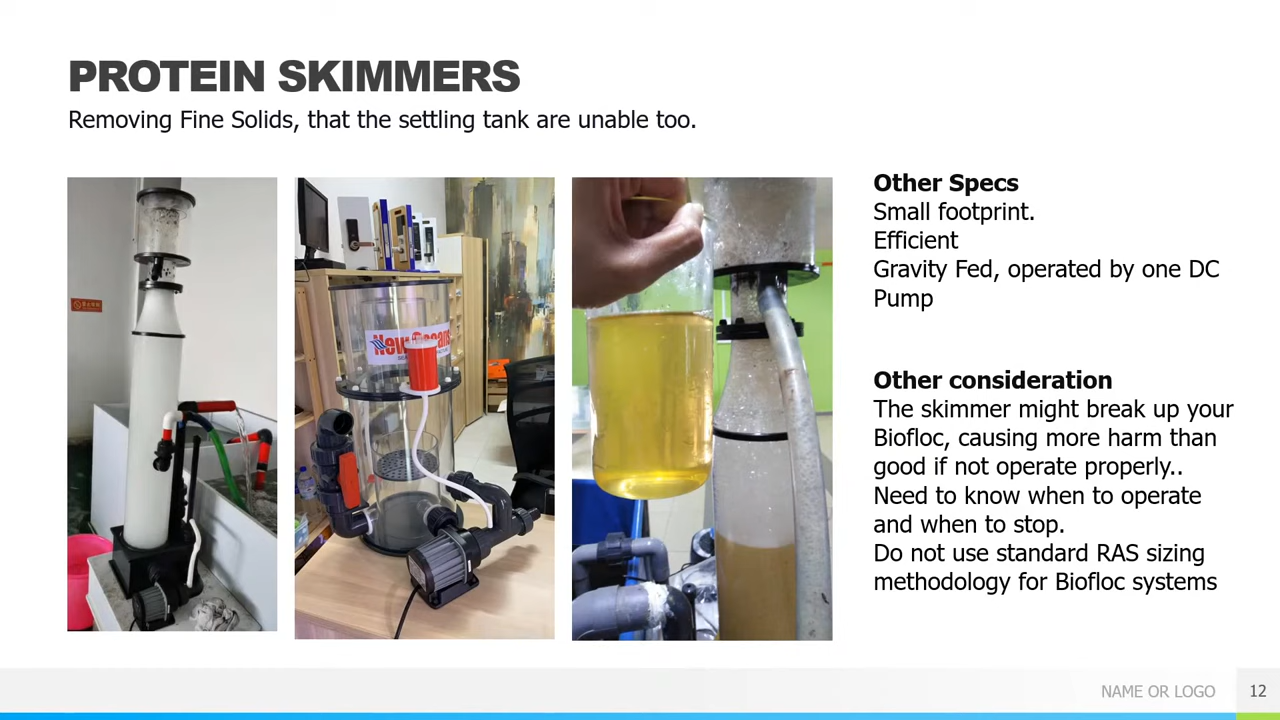 PROTEIN SKIMMERS
Removing Fine Solids, that the settling tank are unable too.
Other Specs
Small footprint.
Efficient
Gravity Fed, operated by one DC
Pump
Other consideration
The skimmer might break up your
Biofloc, causing more harm than
good if not operate properly..
Need to know when to operate
and when to stop.
Do not use standard RAS sizing
methodology for Biofloc systems
NAME OR LOGO
12